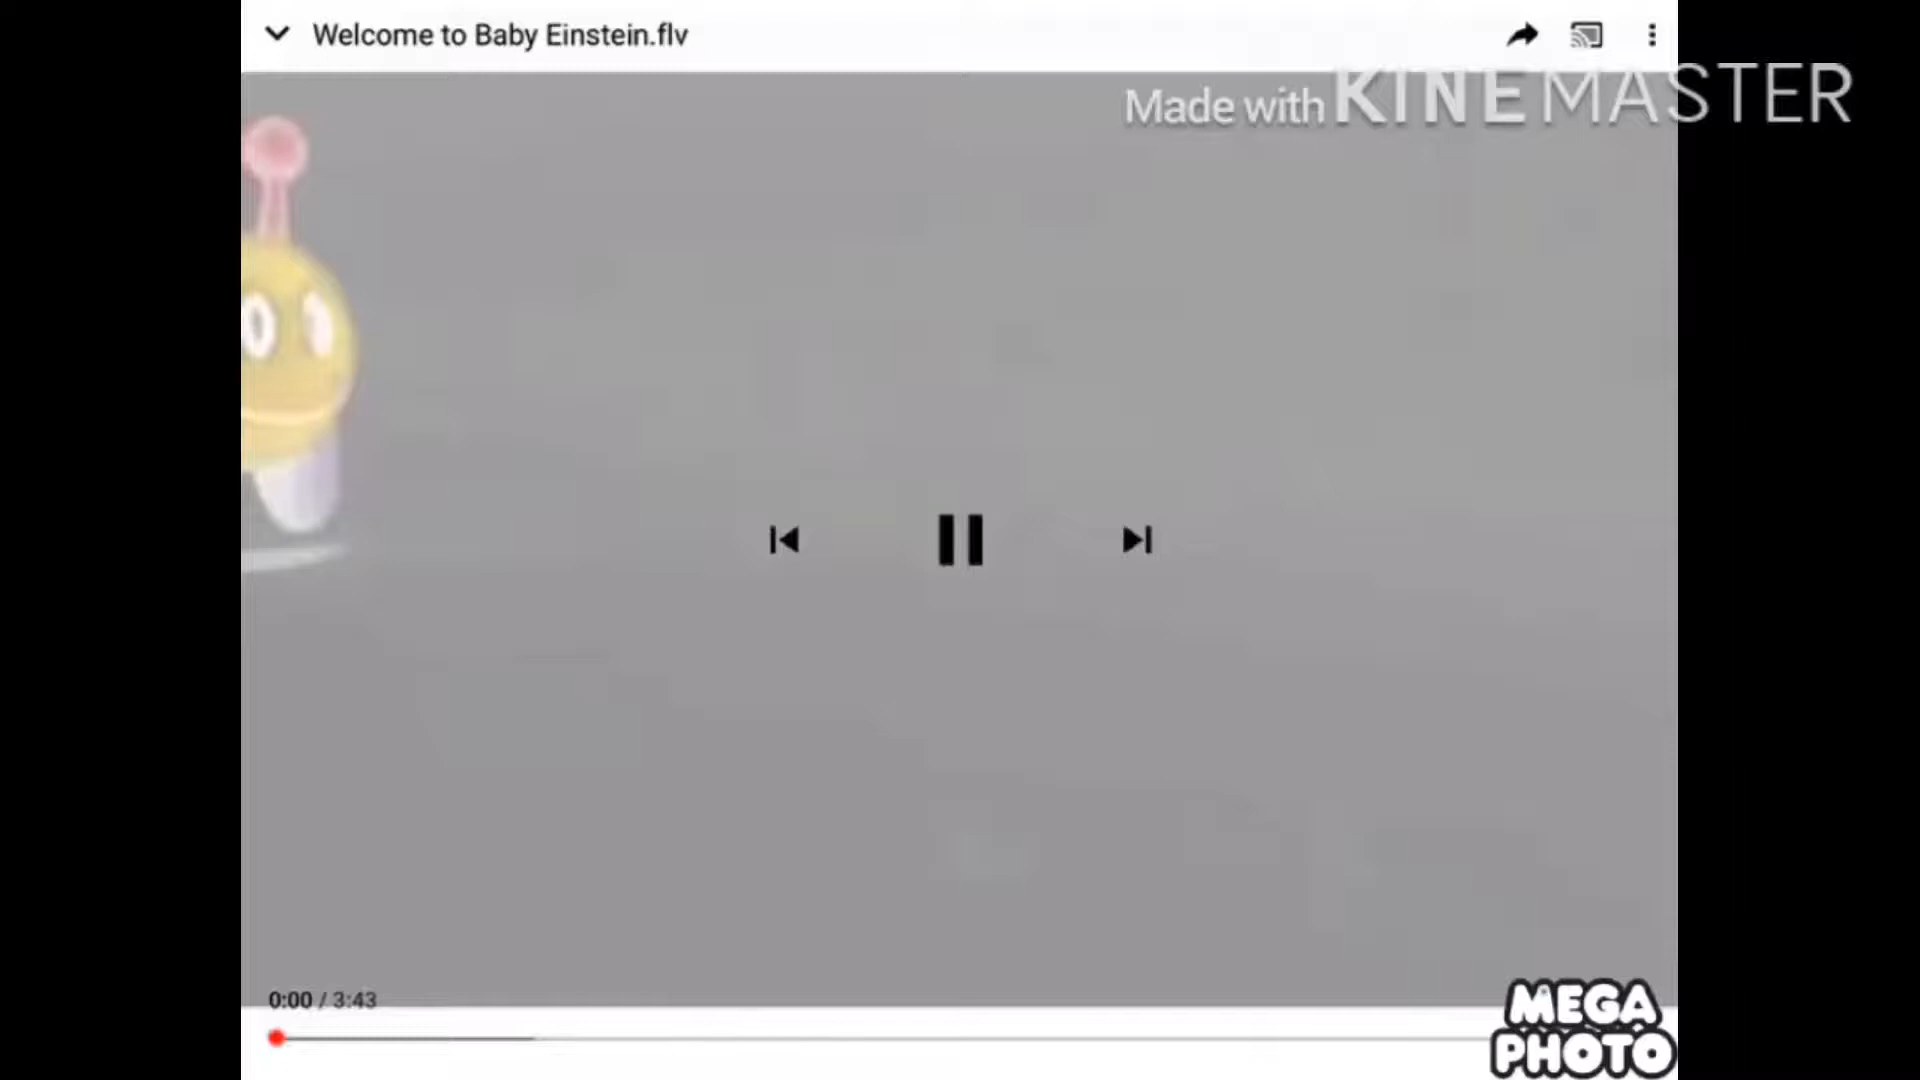 Welcome to Baby Einstein.flv
Made with KINEMASTER
0:00 / 3:43
MEGA
PHOTO